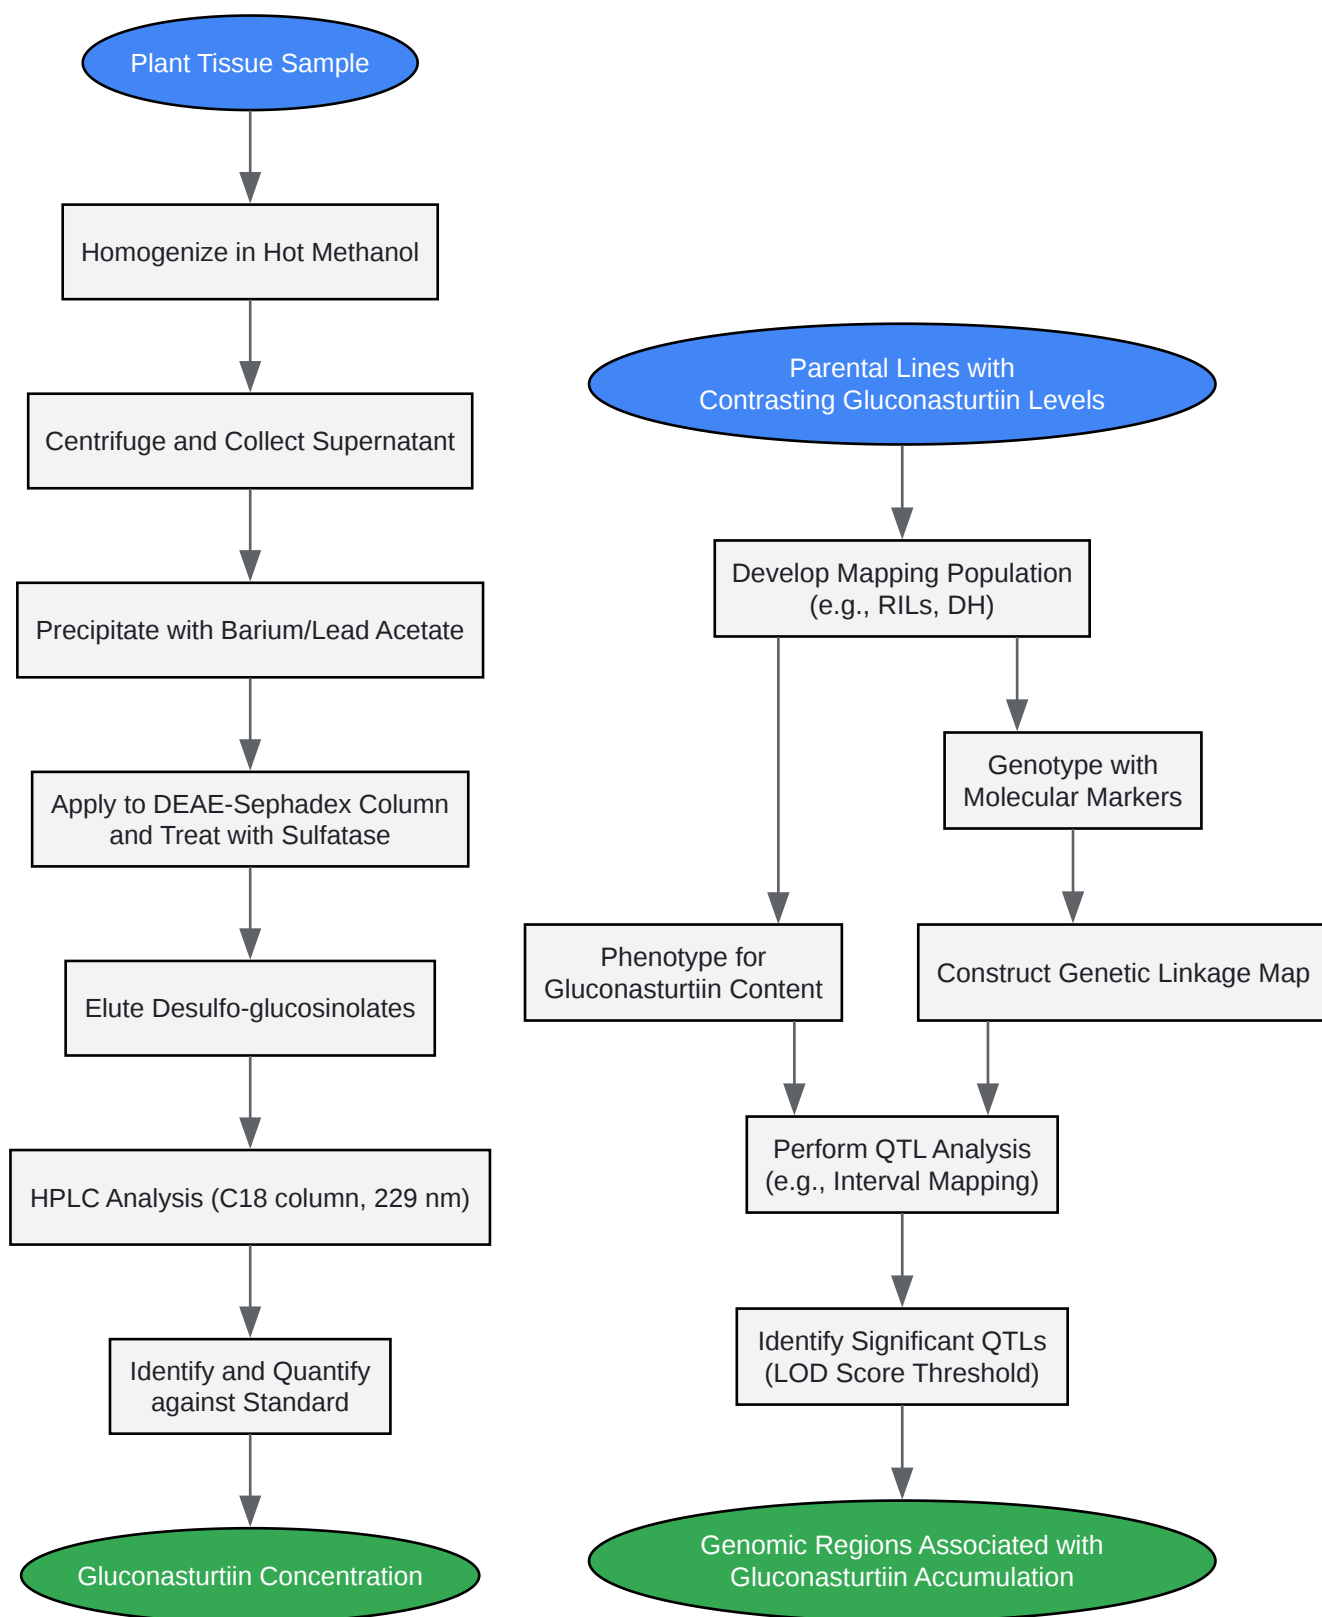 Plant Tissue Sample
Homogenize in Hot Methanol
Centrifuge and Collect Supernatant
Precipitate with Barium/Lead Acetate
Apply to DEAE-Sephadex Column
and Treat with Sulfatase
Elute Desulfo-glucosinolates
HPLC Analysis (C18 column, 229 nm)
Identify and Quantify
against Standard
Gluconasturtiin Concentration
Parental Lines with
Contrasting Gluconasturtiin Levels
Develop Mapping Population
(e.g., RILs, DH)
Genotype with
Molecular Markers
Phenotype for
Gluconasturtiin Content
Construct Genetic Linkage Map
Perform QTL Analysis
(e.g., Interval Mapping)
Identify Significant QTLs
(LOD Score Threshold)
Genomic Regions Associated with
Gluconasturtiin Accumulation